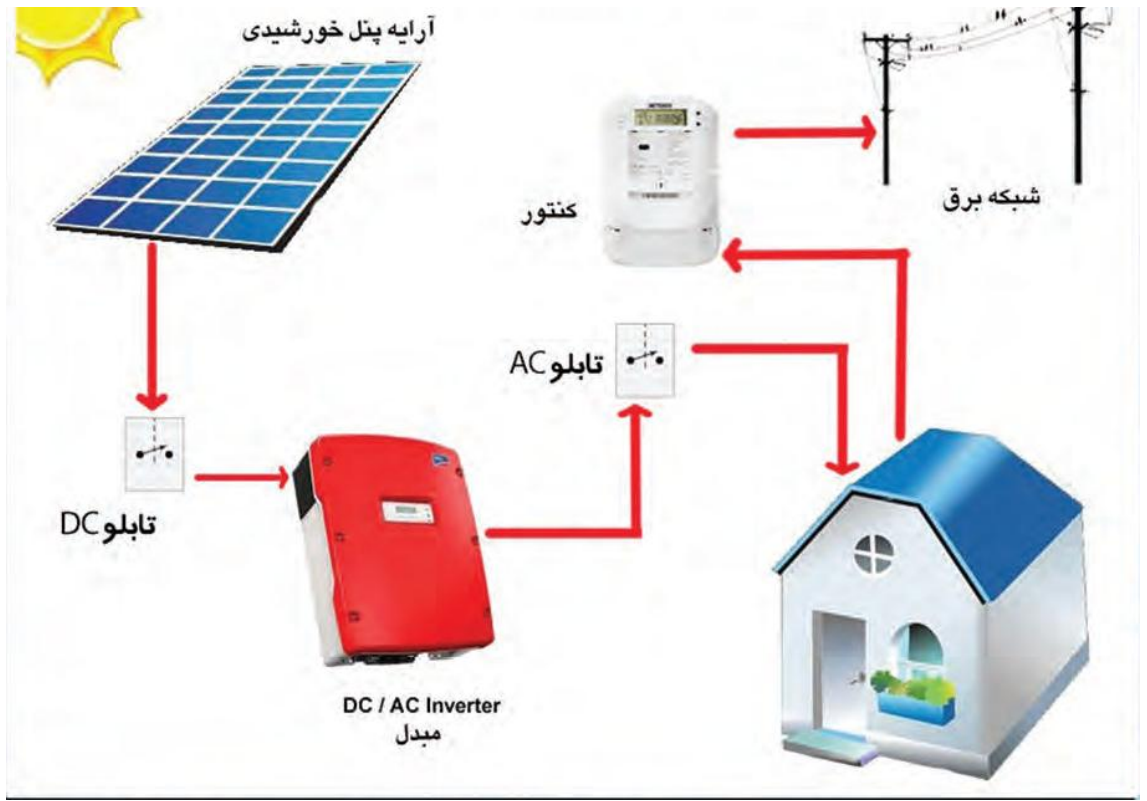 آرایه پنل خورشیدی
شبکه برق
کنتور
تابلو AC
تابلو DC
DC / AC Inverter
مبدل